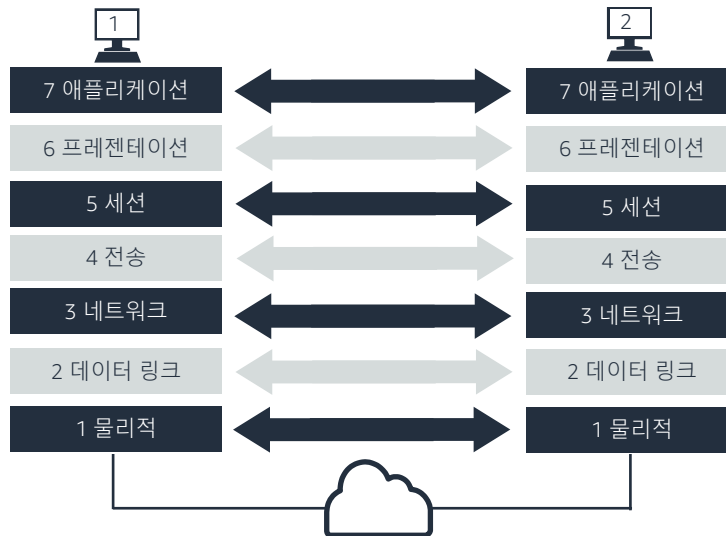 1
2
7 애플리케이션
7 애플리케이션
6 프레젠테이션
6 프레젠테이션
5 세션
5 세션
4 전송
4 전송
3 네트워크
3 네트워크
2 데이터 링크
2 데이터 링크
1 물리적
1 물리적